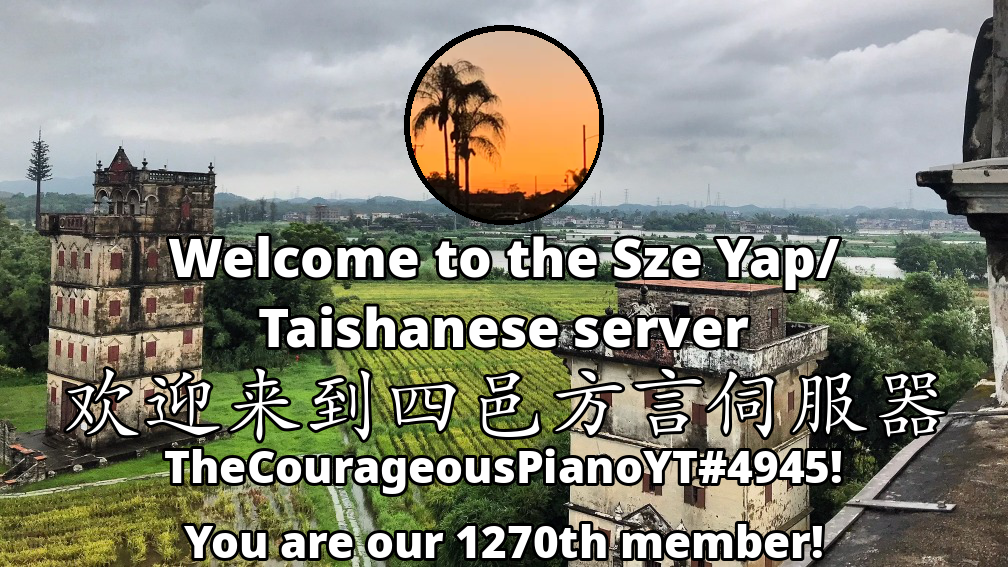 Welcome to the Sze Yap/
Taishanese server
欢迎来到四邑方言伺服器
TheCourageousPianoYT#4945!
You are our 1270th member!